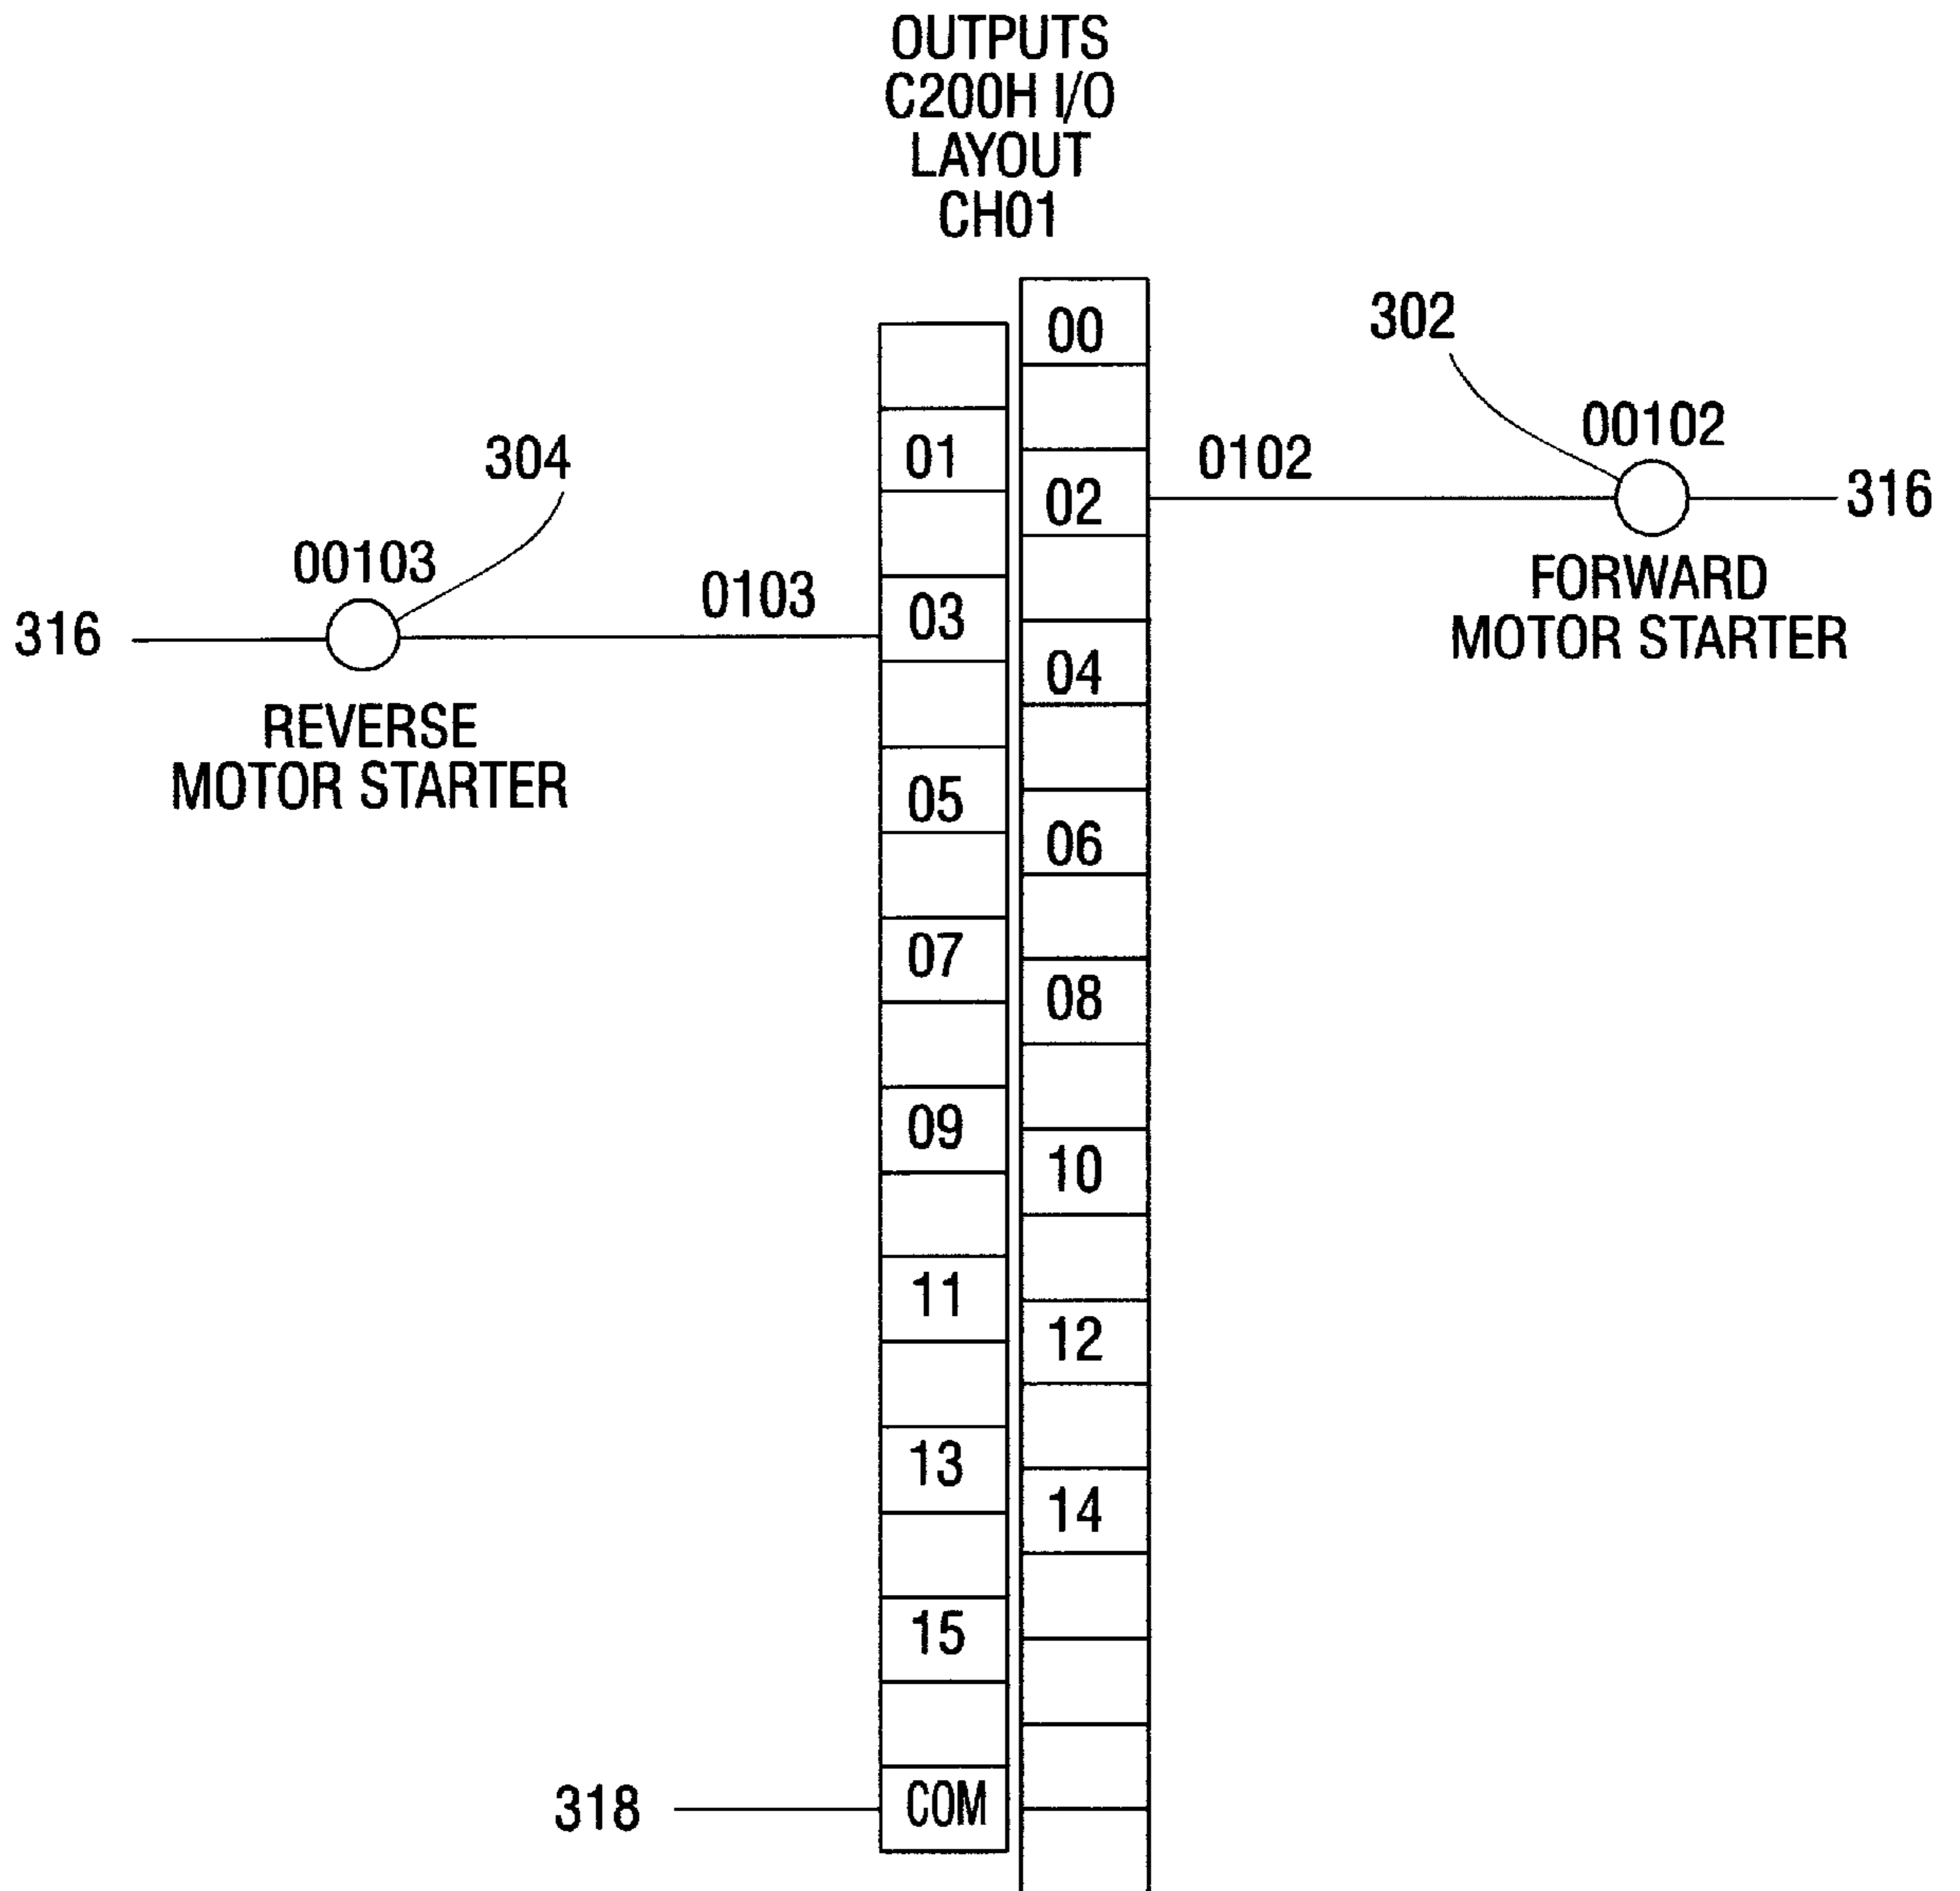 OUTPUTS
C200H I/O
LAYOUT
CH01
00
302
00102
01
304
0102
02
316
00103
0103
03
FORWARD
MOTOR STARTER
316
04
REVERSE
MOTOR STARTER
05
06
07
08
09
10
11
12
13
14
15
318
COM